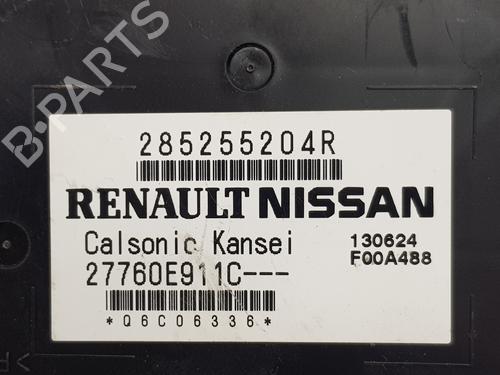 B-PARTS
285255204R
RENAULT NISSAN
Calsonic Kansei
130624
27760E911C---
F00A488
*Q6C06336*